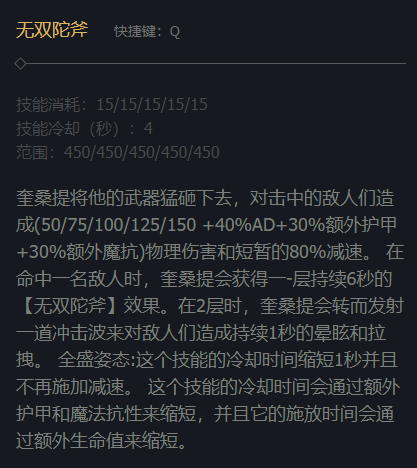 无双陀斧 快捷键：Q
技能消耗：15/15/15/15/15
技能冷却（秒）：4
范围：450/450/450/450/450
奎桑提将他的武器猛砸下去，对击中的敌人们造
成(50/75/100/125/150 +40%AD+30%额外护甲
+30%额外魔抗)物理伤害和短暂的80%减速。 在
命中一名敌人时，奎桑提会获得一-层持续6秒的
【无双陀斧】效果。在2层时，奎桑提会转而发射
一道冲击波来对敌人们造成持续1秒的晕眩和拉
拽。 全盛姿态:这个技能的冷却时间缩短1秒并且
不再施加减速。 这个技能的冷却时间会通过额外
护甲和魔法抗性来缩短，并且它的施放时间会通
过额外生命值来缩短。